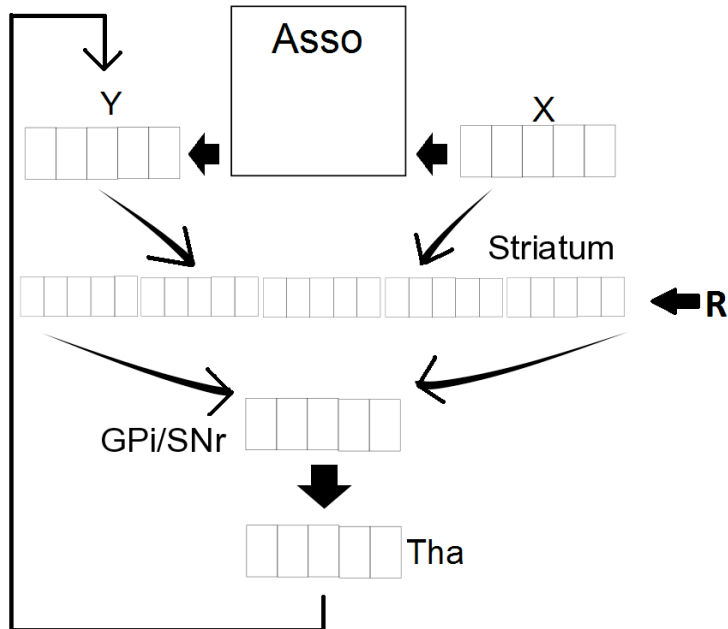 Asso
Y
X
Striatum
R
GPi/SNr
Tha